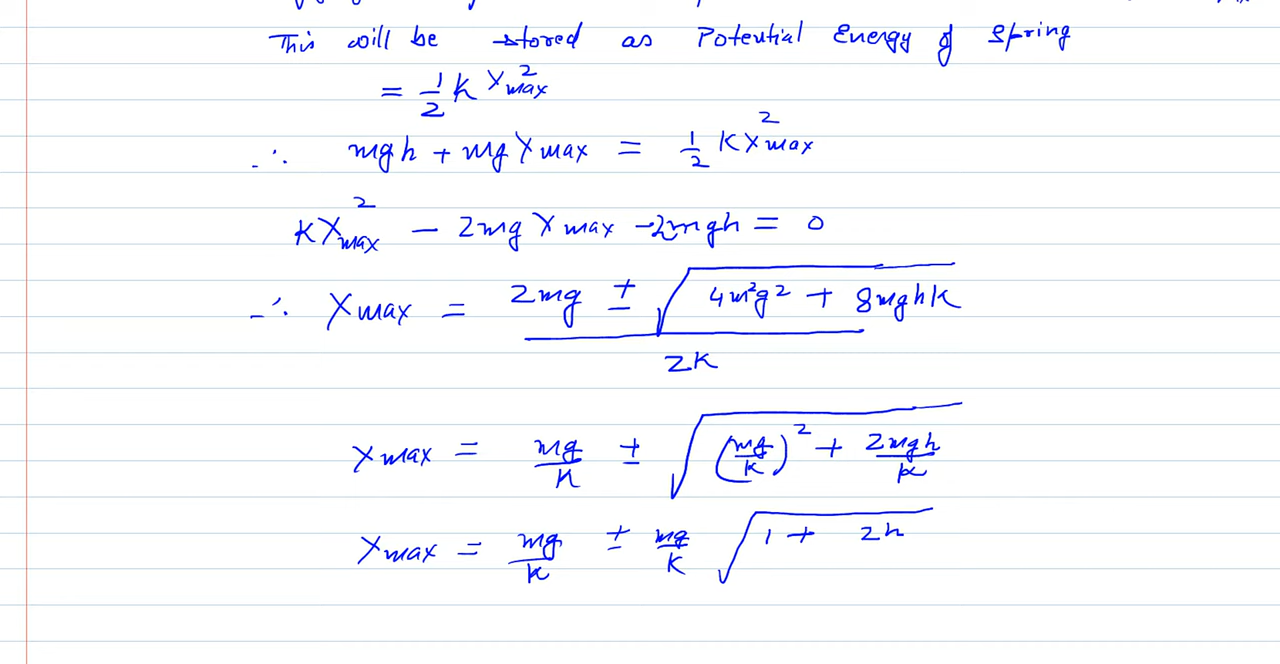 This will be stored as Potential Energy of Spring
= 1/2 K X²max
∴ mgh + mg Xmax = 1/2 K X²max
K X²max − 2mg Xmax − 2mgh = 0
∴ Xmax = (2mg ± √(4m²g² + 8mghK)) / 2K
Xmax = mg/K ± √((mg/K)² + 2mgh/K)
Xmax = mg/K ± mg/K √(1 + 2h)